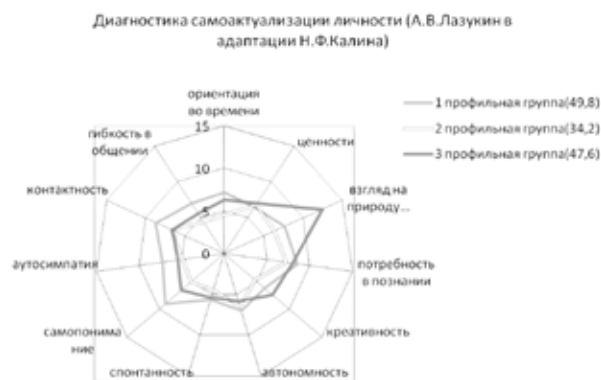 Диагностика самоактуализации личности (А.В.Лазукин в
адаптации Н.Ф.Калина)
ориентация
во времени
15
10
5
0
ценности
взгляд на
природу...
потребность
в познании
креативность
автономность
спонтанность
самопонима
ние
аутосимпатия
контактность
гибкость в
общении
1 профильная группа(49,8)
2 профильная группа(34,2)
3 профильная группа(47,6)